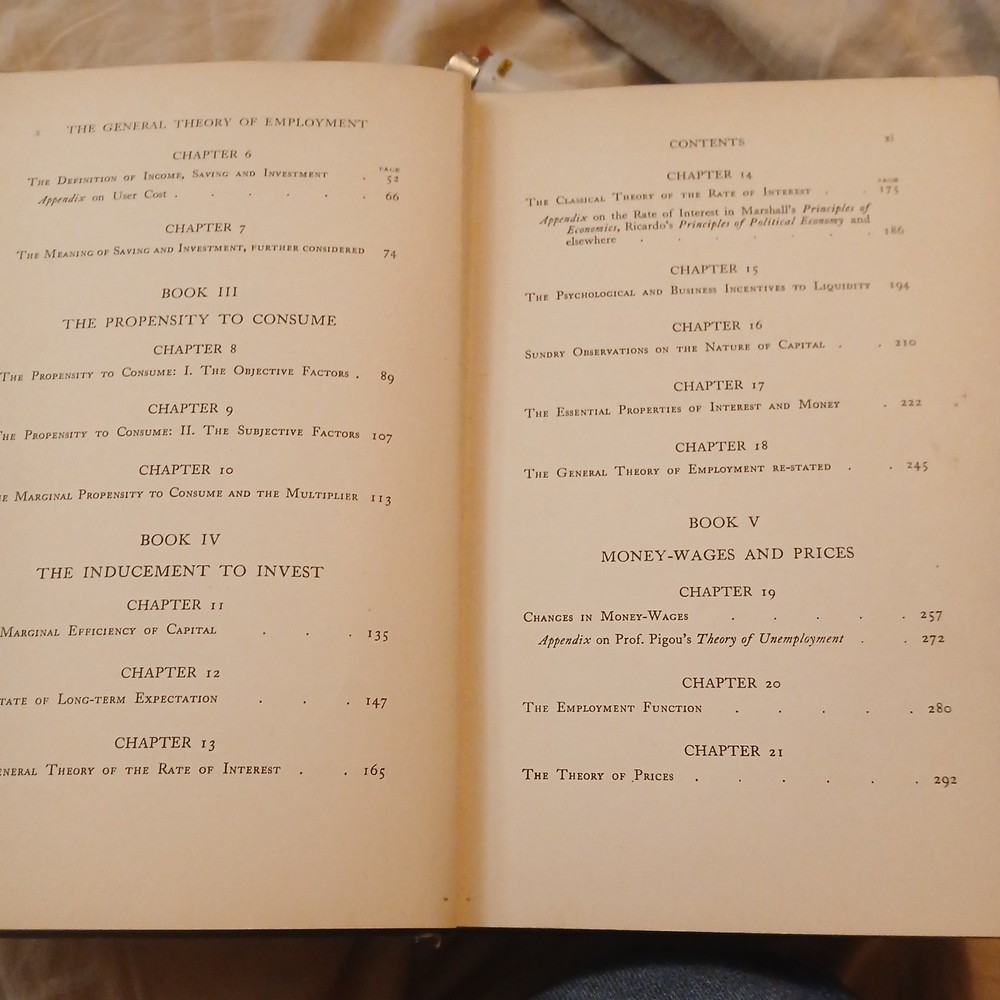 x THE GENERAL THEORY OF EMPLOYMENT
CHAPTER 6
PAGE
THE DEFINITION OF INCOME, SAVING AND INVESTMENT . 52
Appendix on User Cost . . . . . . 66
CHAPTER 7
THE MEANING OF SAVING AND INVESTMENT, FURTHER CONSIDERED 74
BOOK III
THE PROPENSITY TO CONSUME
CHAPTER 8
THE PROPENSITY TO CONSUME: I. THE OBJECTIVE FACTORS . 89
CHAPTER 9
THE PROPENSITY TO CONSUME: II. THE SUBJECTIVE FACTORS 107
CHAPTER 10
E MARGINAL PROPENSITY TO CONSUME AND THE MULTIPLIER 113
BOOK IV
THE INDUCEMENT TO INVEST
CHAPTER 11
MARGINAL EFFICIENCY OF CAPITAL . . . 135
CHAPTER 12
TATE OF LONG-TERM EXPECTATION . . . 147
CHAPTER 13
ENERAL THEORY OF THE RATE OF INTEREST . . 165
CONTENTS xi
CHAPTER 14
PAGE
THE CLASSICAL THEORY OF THE RATE OF INTEREST . . 175
Appendix on the Rate of Interest in Marshall's Principles of
Economics, Ricardo's Principles of Political Economy and
elsewhere . . . . . . . 186
CHAPTER 15
THE PSYCHOLOGICAL AND BUSINESS INCENTIVES TO LIQUIDITY 194
CHAPTER 16
SUNDRY OBSERVATIONS ON THE NATURE OF CAPITAL . . 210
CHAPTER 17
THE ESSENTIAL PROPERTIES OF INTEREST AND MONEY . 222
CHAPTER 18
THE GENERAL THEORY OF EMPLOYMENT RE-STATED . . 245
BOOK V
MONEY-WAGES AND PRICES
CHAPTER 19
CHANGES IN MONEY-WAGES . . . . . 257
Appendix on Prof. Pigou's Theory of Unemployment . . 272
CHAPTER 20
THE EMPLOYMENT FUNCTION . . . . . 280
CHAPTER 21
THE THEORY OF PRICES . . . . . . 292